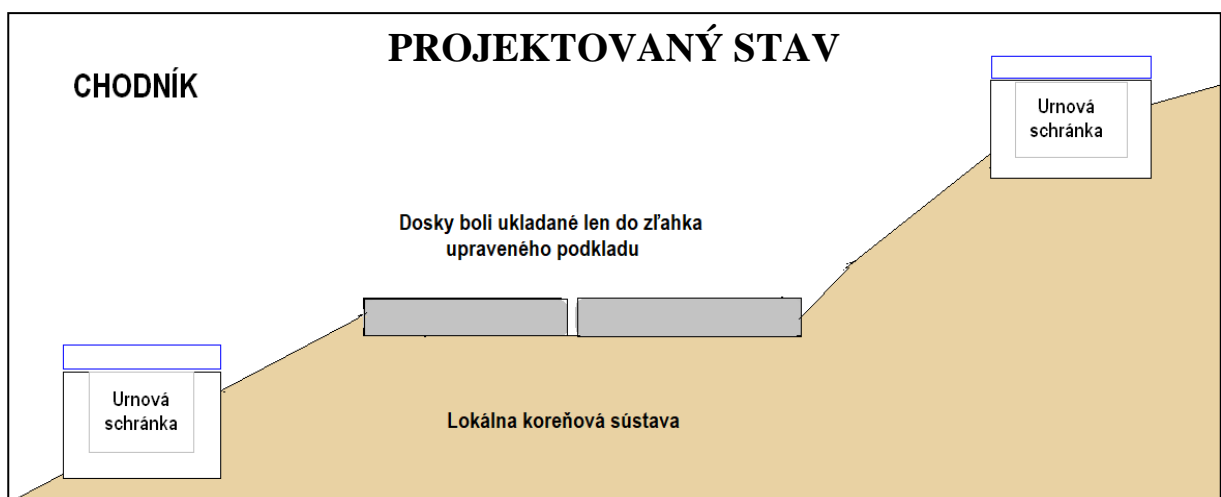 PROJEKTOVANÝ STAV
CHODNÍK
Urnová
schránka
Dosky boli ukladané len do zľahka
upraveného podkladu
Urnová
schránka
Lokálna koreňová sústava